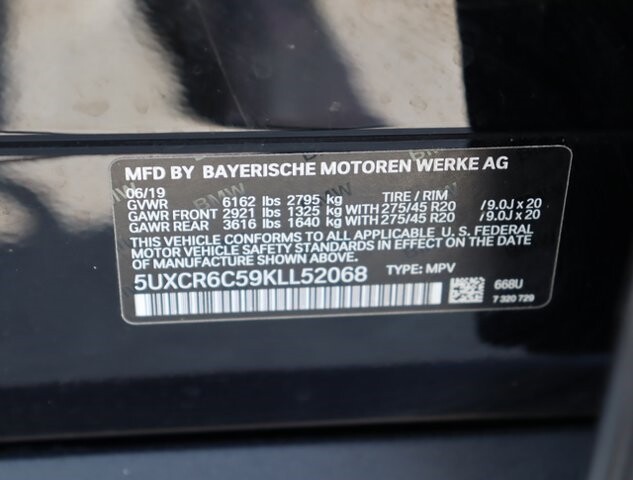 MFD BY BAYERISCHE MOTOREN WERKE AG
06/19
GVWR 6162 lbs 2795 kg TIRE / RIM
GAWR FRONT 2921 lbs 1325 kg WITH 275/45 R20 /9.0J x 20
GAWR REAR 3616 lbs 1640 kg WITH 275/45 R20 /9.0J x 20
THIS VEHICLE CONFORMS TO ALL APPLICABLE U.S. FEDERAL
MOTOR VEHICLE SAFETY STANDARDS IN EFFECT ON THE DATE
OF MANUFACTURE SHOWN ABOVE.
5UXCR6C59KLL52068 TYPE: MPV
668U
7 320 729